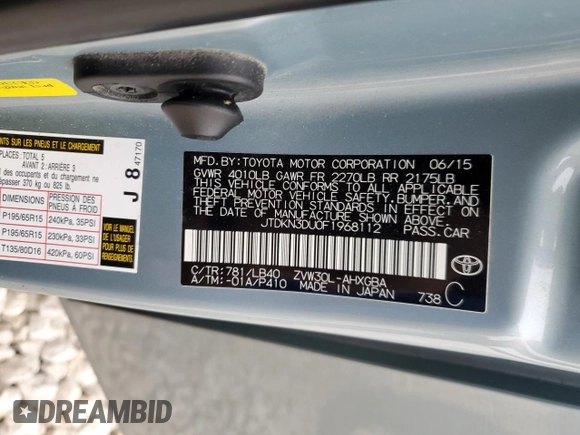 SUR LES PNEUS ET LE CHARGEMENT
PLACES: TOTAL 5
AVANT 2: ARRIÈRE 3
occupants et du chargement ne
dépasser 370 kg ou 825 lb.
DIMENSIONS PRESSION DES PNEUS À FROID
P195/65R15 240kPa, 35PSI
P195/65R15 230kPa, 33PSI
T135/80D16 420kPa, 60PSI
VOIR LE MANUEL
DE L'USAGER
POUR PLUS DE
RENSEIGNEMENTS
J 8 47170
MFD. BY: TOYOTA MOTOR CORPORATION 06/15
GVWR 4010LB GAWR FR 2270LB RR 2175LB
THIS VEHICLE CONFORMS TO ALL APPLICABLE
FEDERAL MOTOR VEHICLE SAFETY, BUMPER, AND
THEFT PREVENTION STANDARDS IN EFFECT ON
THE DATE OF MANUFACTURE SHOWN ABOVE.
JTDKN3DU0F1968112 PASS.CAR
C/TR: 781/LB40 ZVW30L-AHXGBA
A/TM: -01A/P410 MADE IN JAPAN 738 C
TOYOTA
DREAMBID